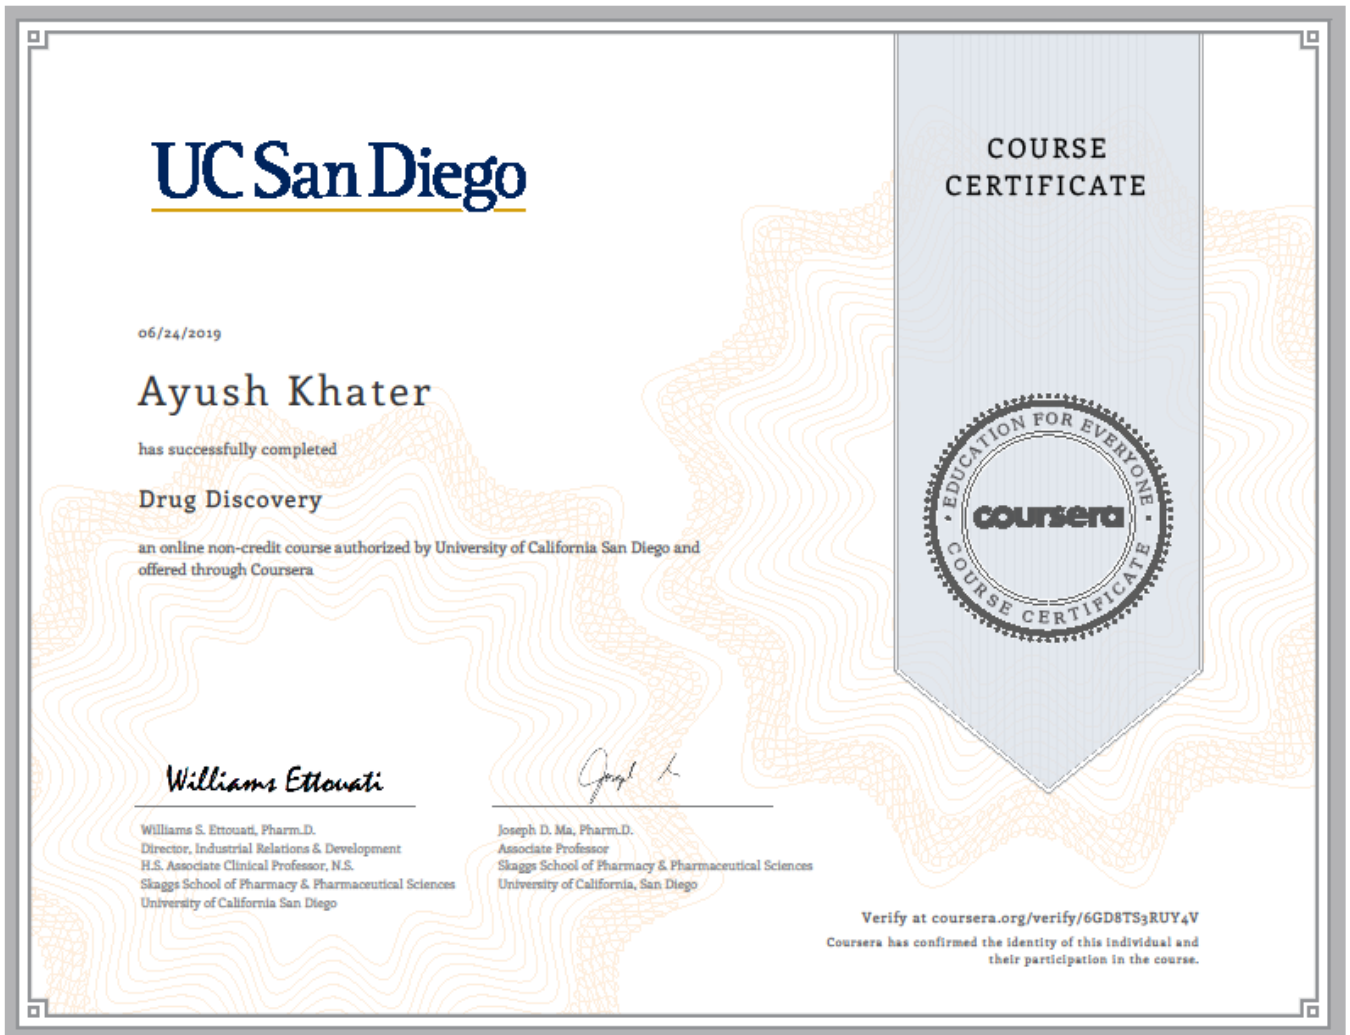 UC San Diego
COURSE
CERTIFICATE
06/24/2019
Ayush Khater
has successfully completed
Drug Discovery
an online non-credit course authorized by University of California San Diego and
offered through Coursera
EDUCATION FOR EVERYONE
coursera
COURSE CERTIFICATE
Williams Ettouati
Williams S. Ettouati, Pharm.D.
Director, Industrial Relations & Development
H.S. Associate Clinical Professor, N.S.
Skaggs School of Pharmacy & Pharmaceutical Sciences
University of California San Diego
Joseph
Joseph D. Ma, Pharm.D.
Associate Professor
Skaggs School of Pharmacy & Pharmaceutical Sciences
University of California, San Diego
Verify at coursera.org/verify/6GD8TS3RUY4V
Coursera has confirmed the identity of this individual and
their participation in the course.